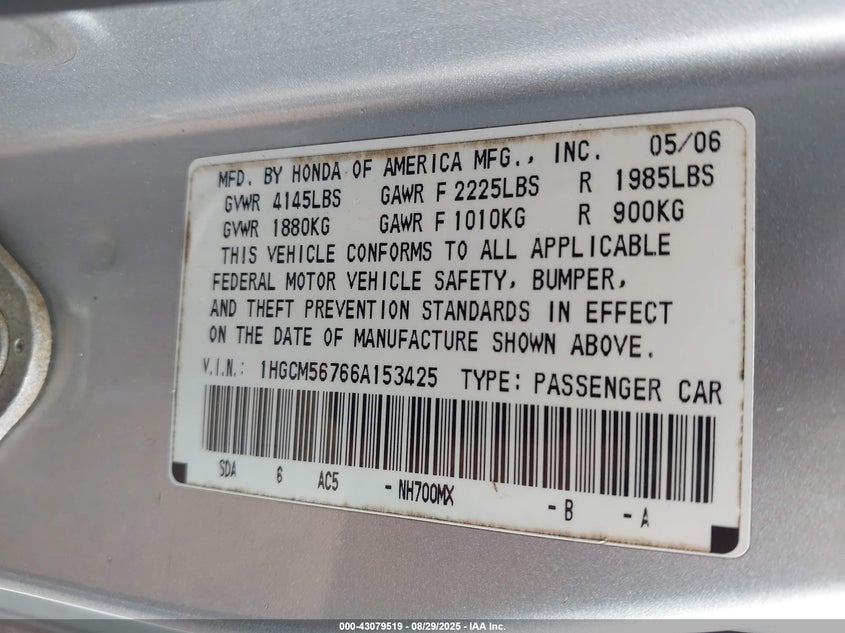 MFD. BY HONDA OF AMERICA MFG., INC. 05/06
GVWR 4145LBS GAWR F 2225LBS R 1985LBS
GVWR 1880KG GAWR F 1010KG R 900KG
THIS VEHICLE CONFORMS TO ALL APPLICABLE
FEDERAL MOTOR VEHICLE SAFETY, BUMPER,
AND THEFT PREVENTION STANDARDS IN EFFECT
ON THE DATE OF MANUFACTURE SHOWN ABOVE.
V.I.N.: 1HGCM56766A153425 TYPE: PASSENGER CAR
SDA 6 AC5 - NH700MX - B - A
000-43079519 - 08/29/2025 - IAA Inc.